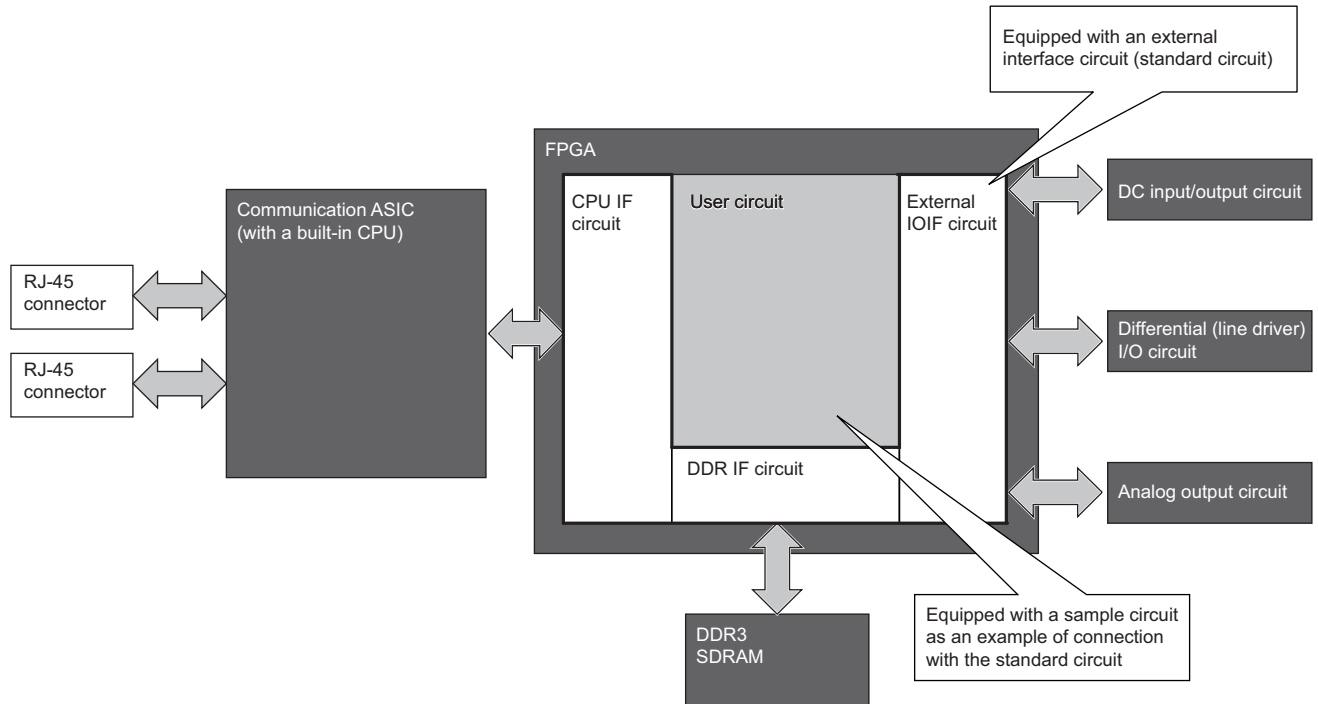 Equipped with an external
interface circuit (standard circuit)
FPGA
CPU IF
circuit
User circuit
External
IOIF circuit
DC input/output circuit
Communication ASIC
(with a built-in CPU)
RJ-45
connector
Differential (line driver)
I/O circuit
RJ-45
connector
DDR IF circuit
Analog output circuit
Equipped with a sample circuit
as an example of connection
with the standard circuit
DDR3
SDRAM